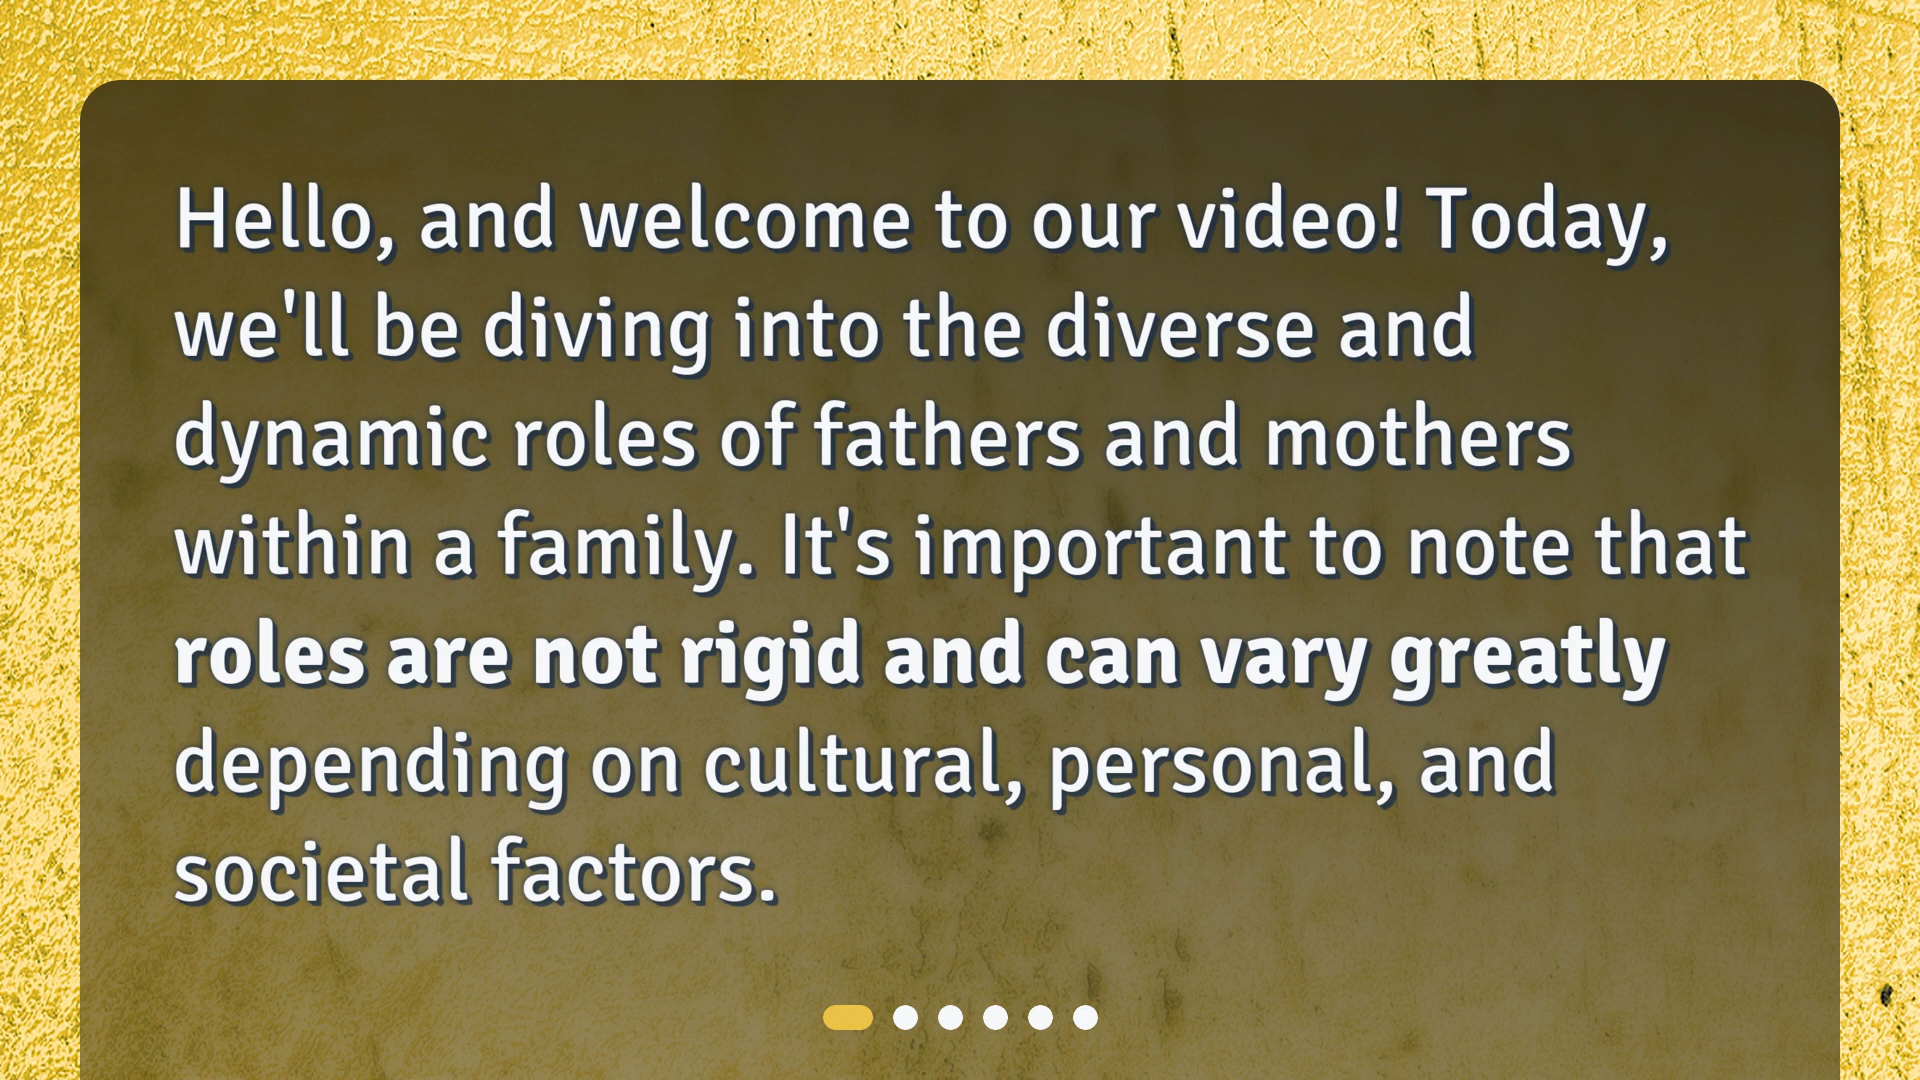 Hello, and welcome to our video! Today,
we'll be diving into the diverse and
dynamic roles of fathers and mothers
within a family. It's important to note that
roles are not rigid and can vary greatly
depending on cultural, personal, and
societal factors.